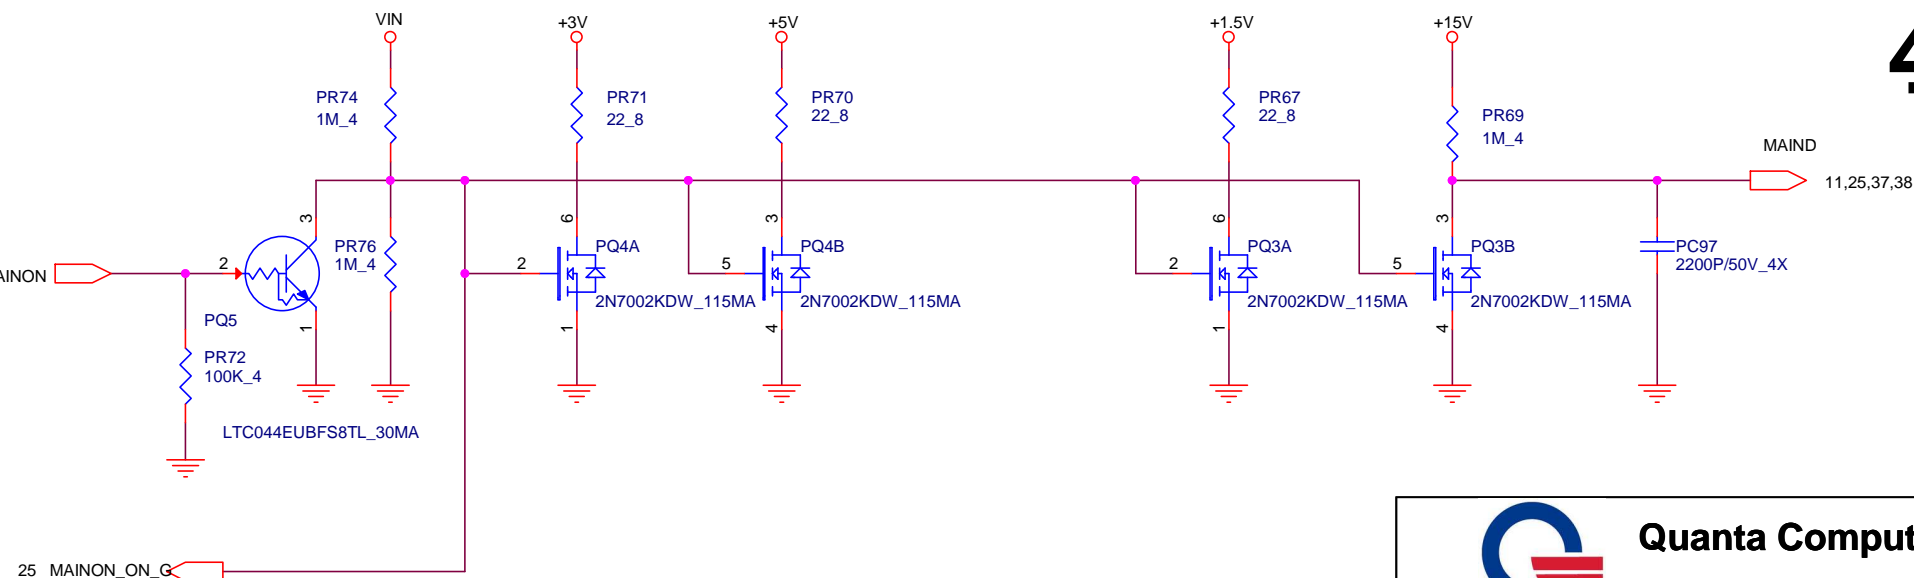 VIN
+3V
+5V
+1.5V
+15V
4
PR74
1M_4
PR71
22_8
PR70
22_8
PR67
22_8
PR69
1M_4
MAIND
11,25,37,38
3
6
3
6
3
PR76
1M_4
PQ4A
PQ4B
PQ3A
PQ3B
PC97
2200P/50V_4X
AINON
2
2
5
2
5
2N7002KDW_115MA
2N7002KDW_115MA
2N7002KDW_115MA
2N7002KDW_115MA
PQ5
1
1
4
1
4
PR72
100K_4
LTC044EUBFS8TL_30MA
25 MAINON_ON_G
Quanta Comput